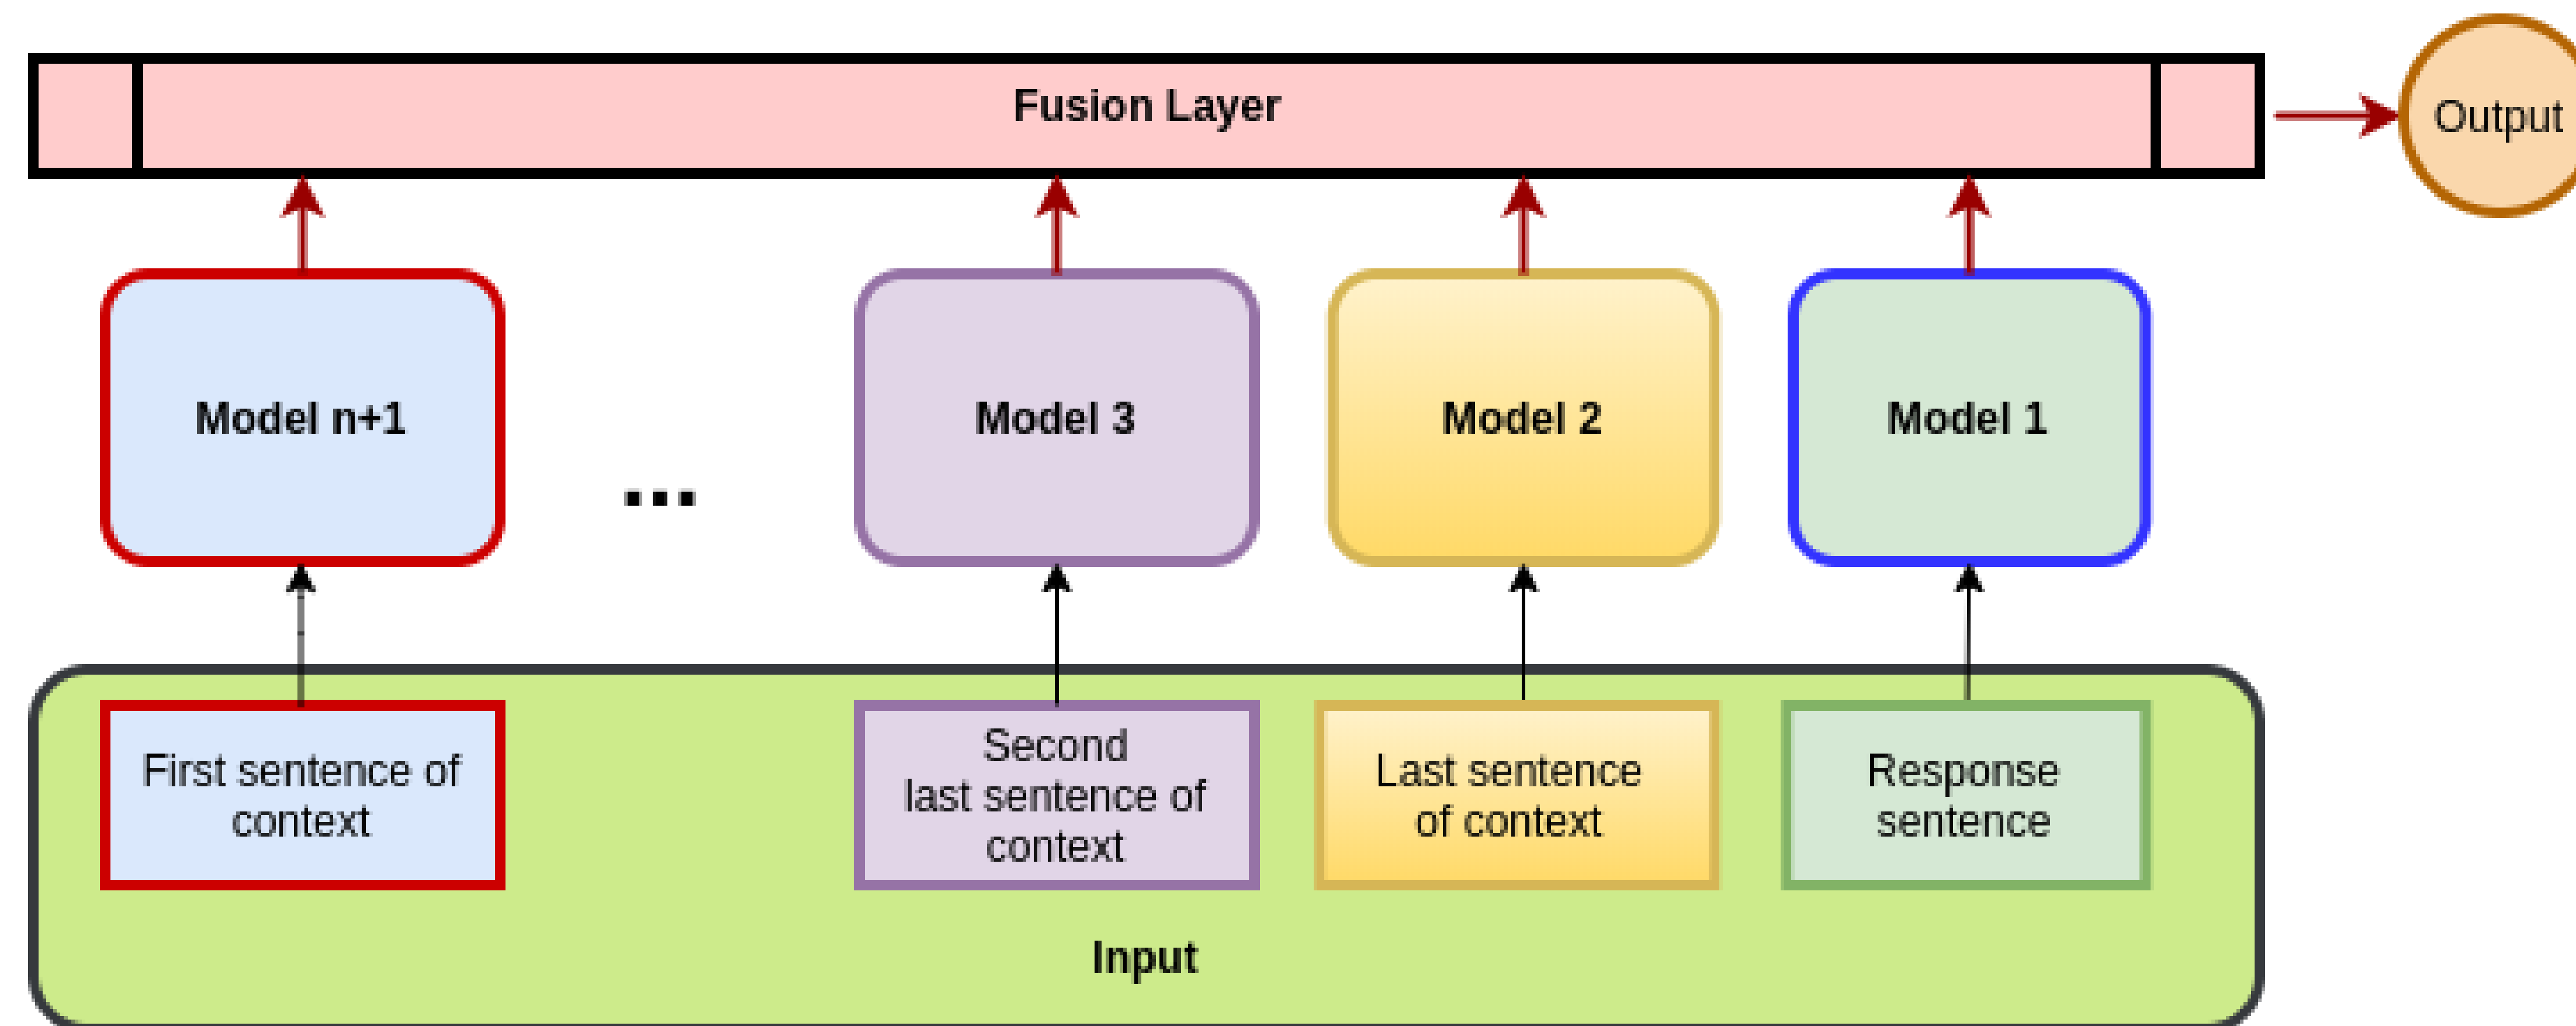 Fusion Layer
Output
Model n+1
...
Model 3
Model 2
Model 1
First sentence of
context
Second
last sentence of
context
Last sentence
of context
Response
sentence
Input